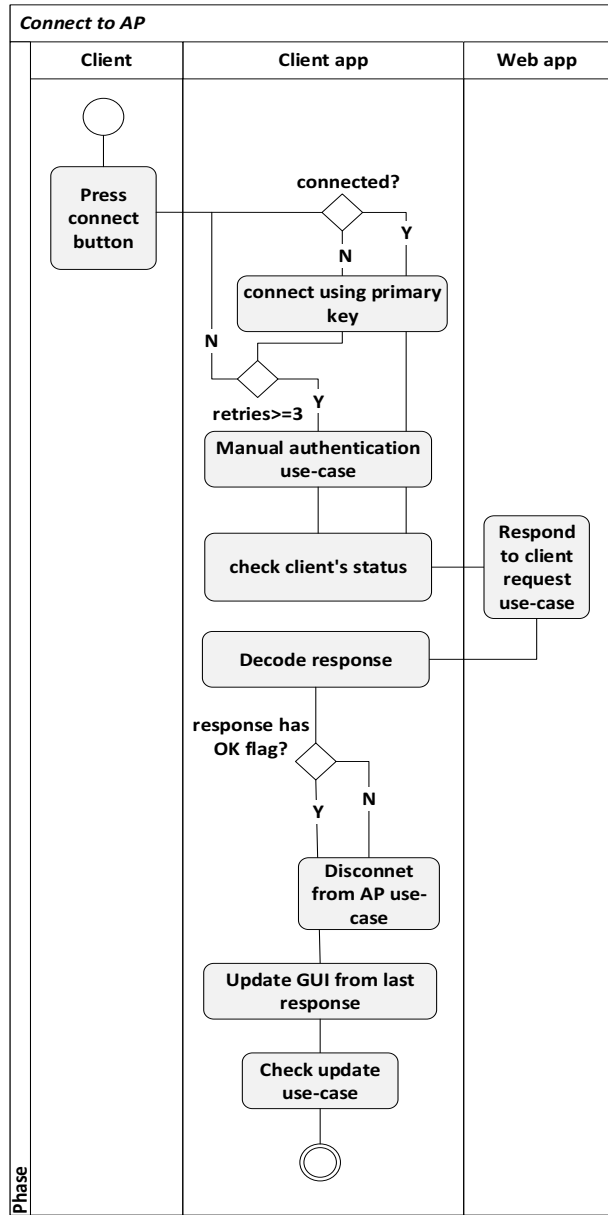 Connect to AP
Client
Client app
Web app
Press
connect
button
connected?
N
Y
connect using primary
key
N
retries>=3
Y
Manual authentication
use-case
check client's status
Respond
to client
request
use-case
Decode response
response has
OK flag?
Y
N
Disconnet
from AP use-
case
Update GUI from last
response
Check update
use-case
Phase